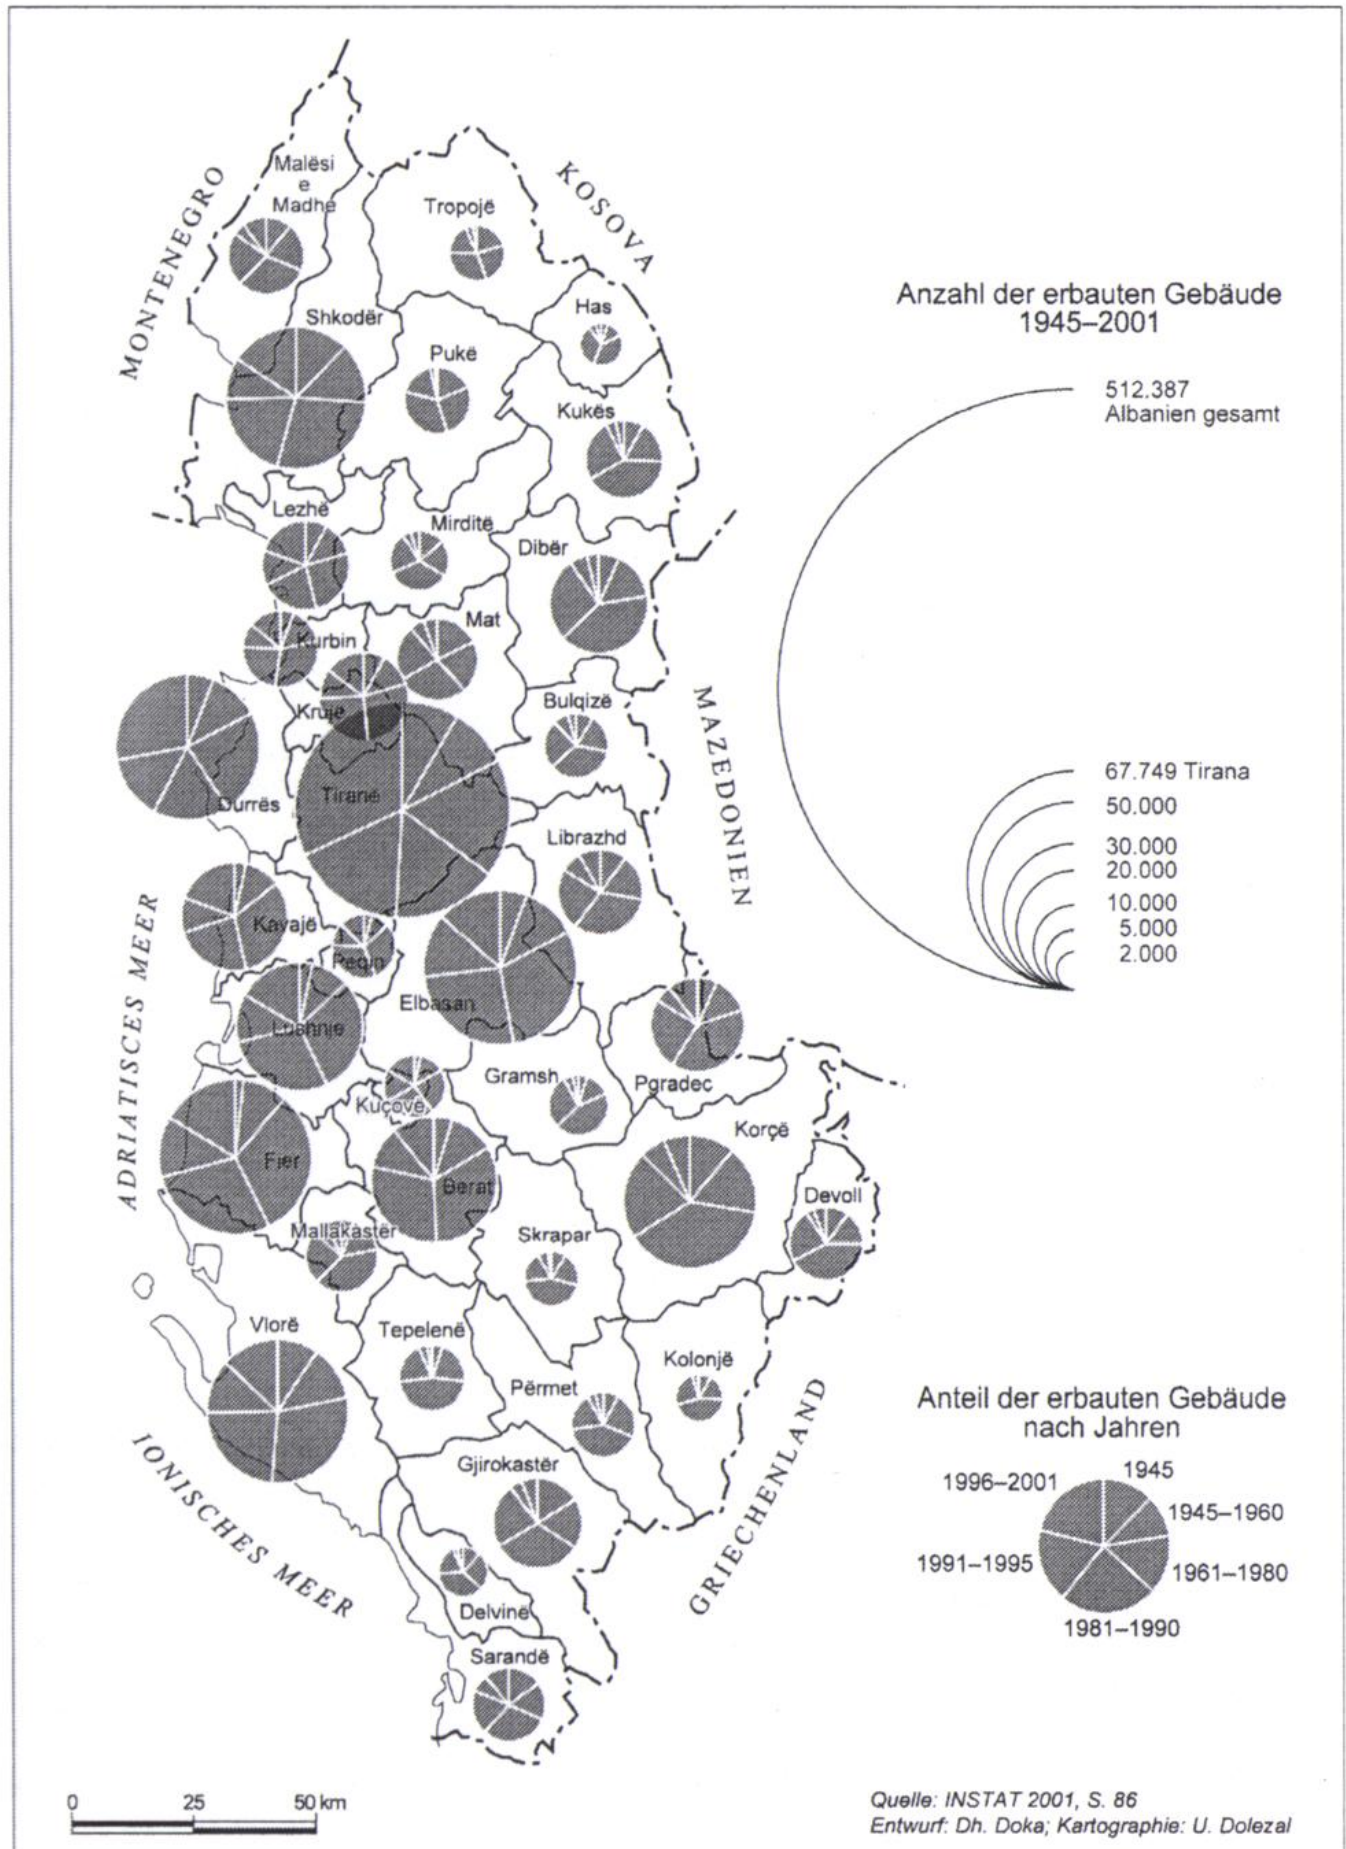 MONTENEGRO
KOSOVA
MAZEDONIEN
GRIECHENLAND
ADRIATISCES MEER
IONISCHES MEER
Malësi
e
Madhe
Tropojë
Shkodër
Has
Pukë
Kukës
Lezhë
Mirditë
Dibër
Kurbin
Mat
Krujë
Bulqizë
Durrës
Tiranë
Librazhd
Kavajë
Peqin
Elbasan
Lushnje
Gramsh
Pgradec
Kuçovë
Korçë
Fier
Berat
Devoll
Mallakastër
Skrapar
Vlorë
Tepelenë
Kolonjë
Përmet
Gjirokastër
Delvinë
Sarandë
Anzahl der erbauten Gebäude
1945–2001
512.387
Albanien gesamt
67.749 Tirana
50.000
30.000
20.000
10.000
5.000
2.000
Anteil der erbauten Gebäude
nach Jahren
1945
1945–1960
1961–1980
1981–1990
1991–1995
1996–2001
0 25 50 km
Quelle: INSTAT 2001, S. 86
Entwurf: Dh. Doka; Kartographie: U. Dolezal